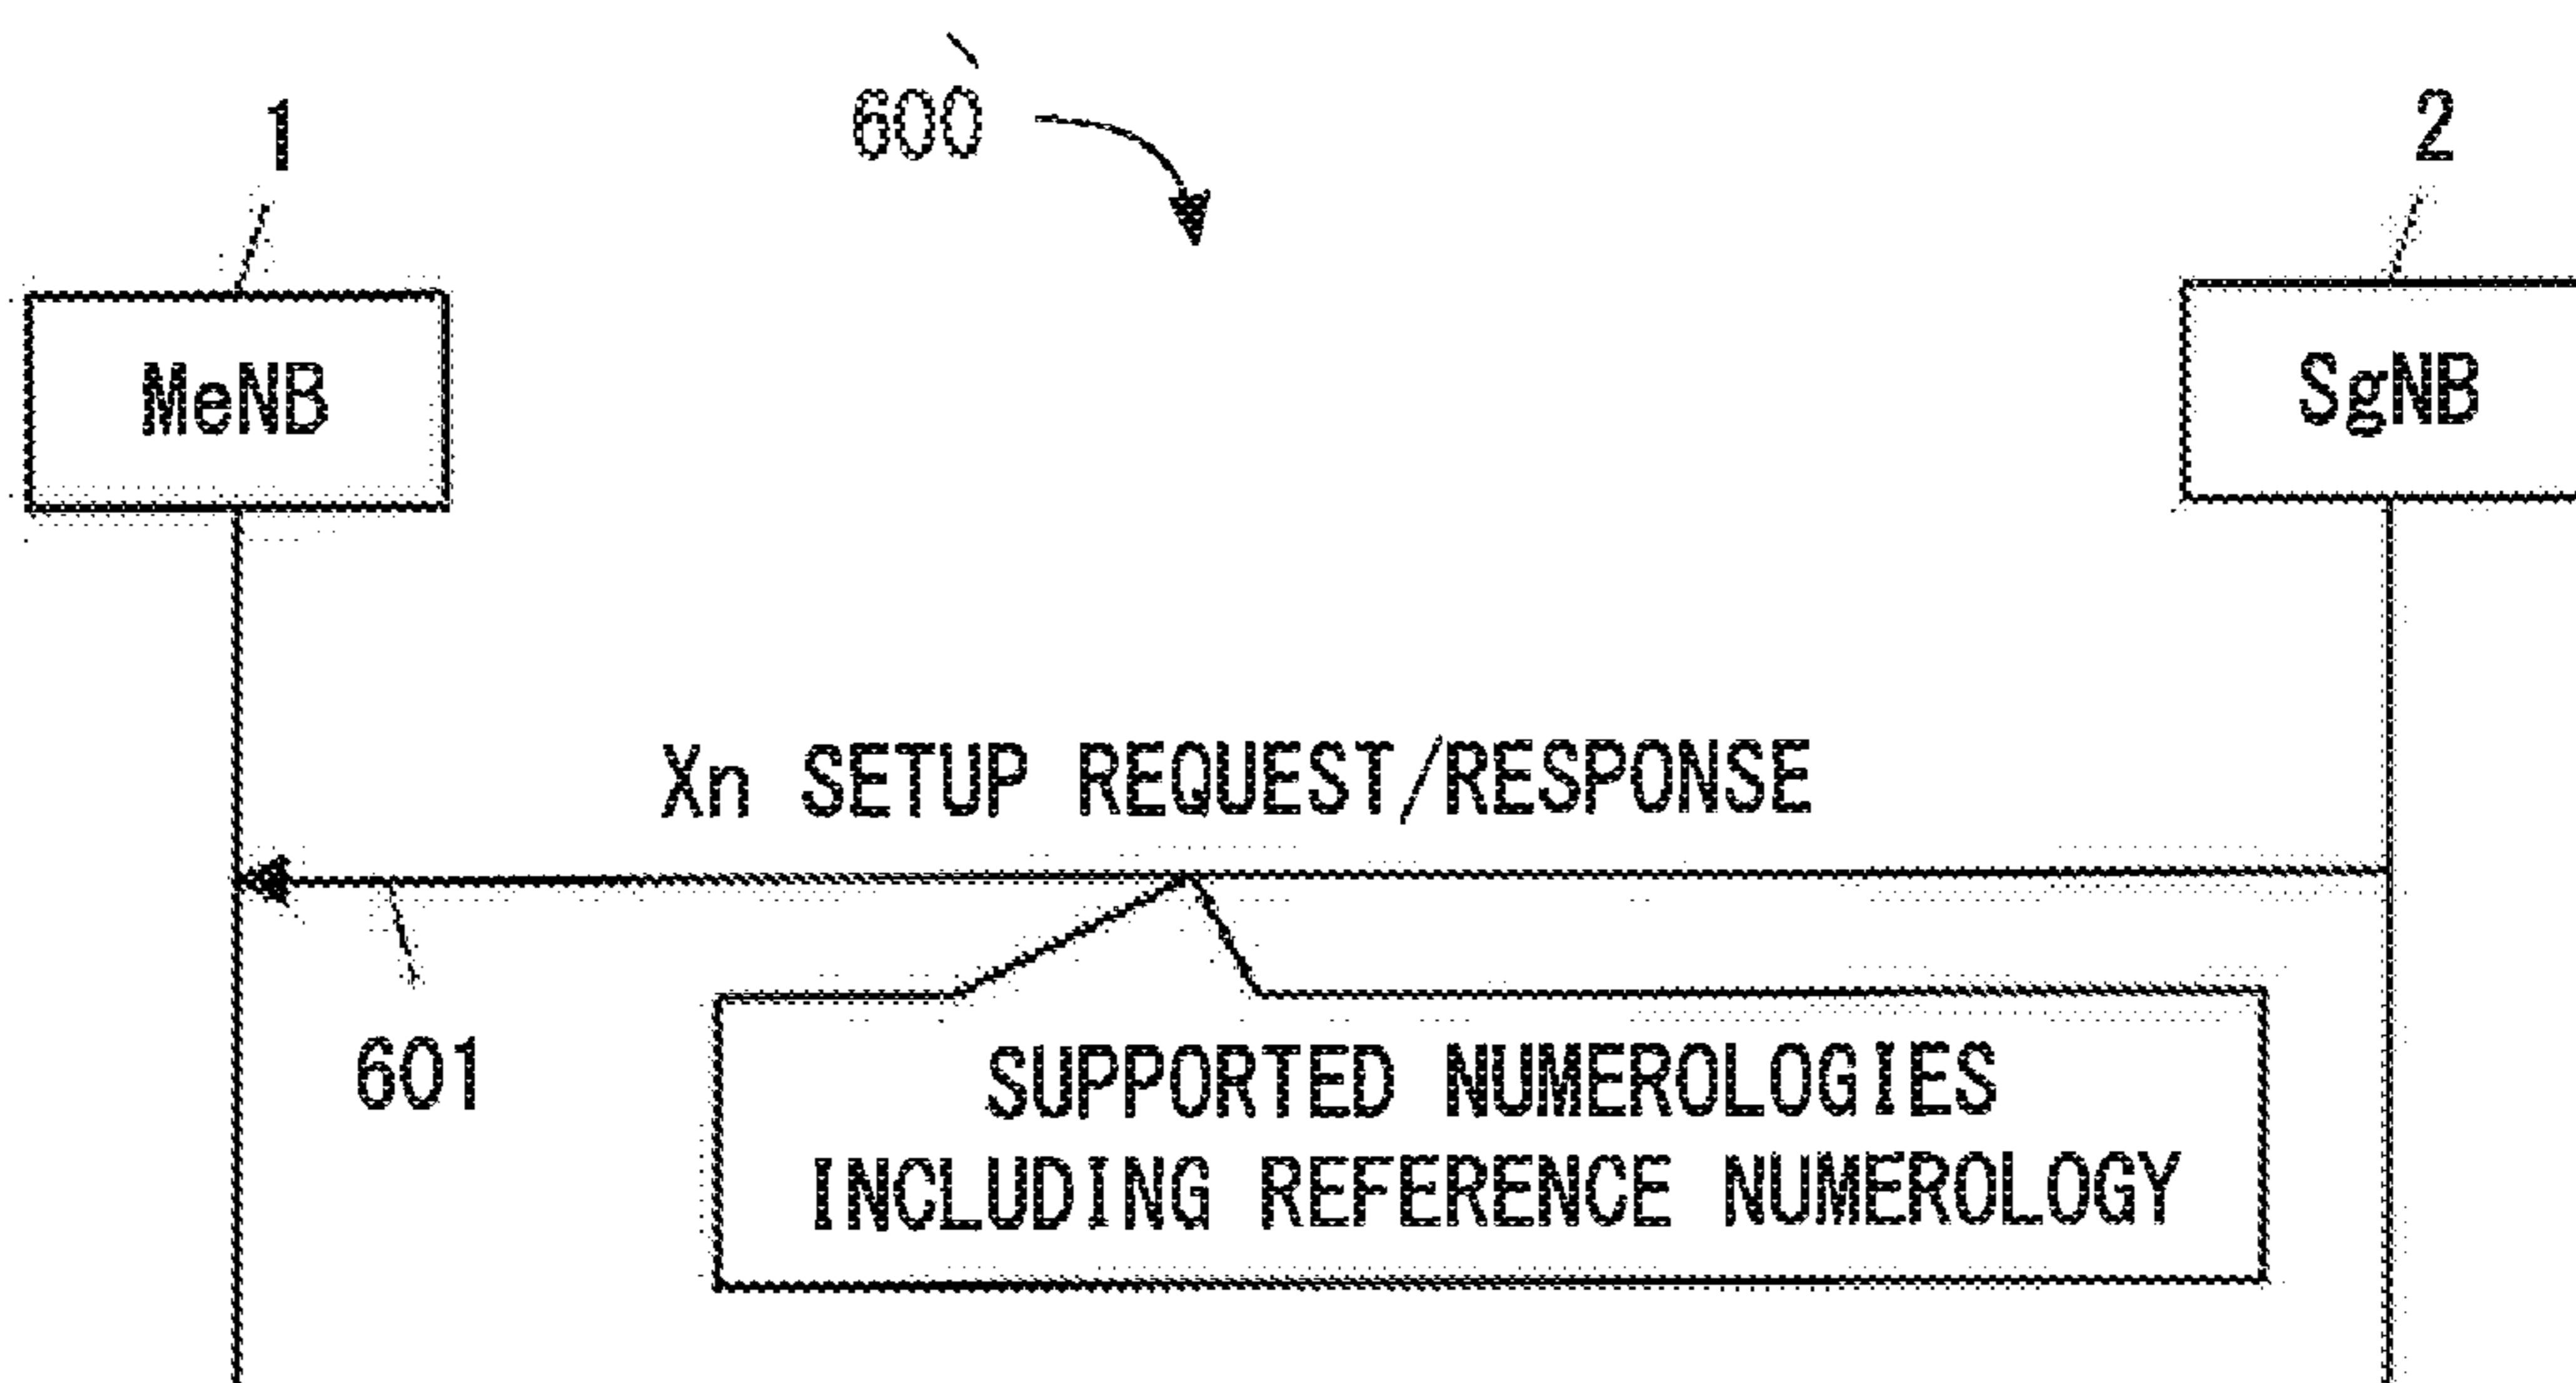 600
1
2
MeNB
SgNB
Xn SETUP REQUEST/RESPONSE
601
SUPPORTED NUMEROLOGIES
INCLUDING REFERENCE NUMEROLOGY